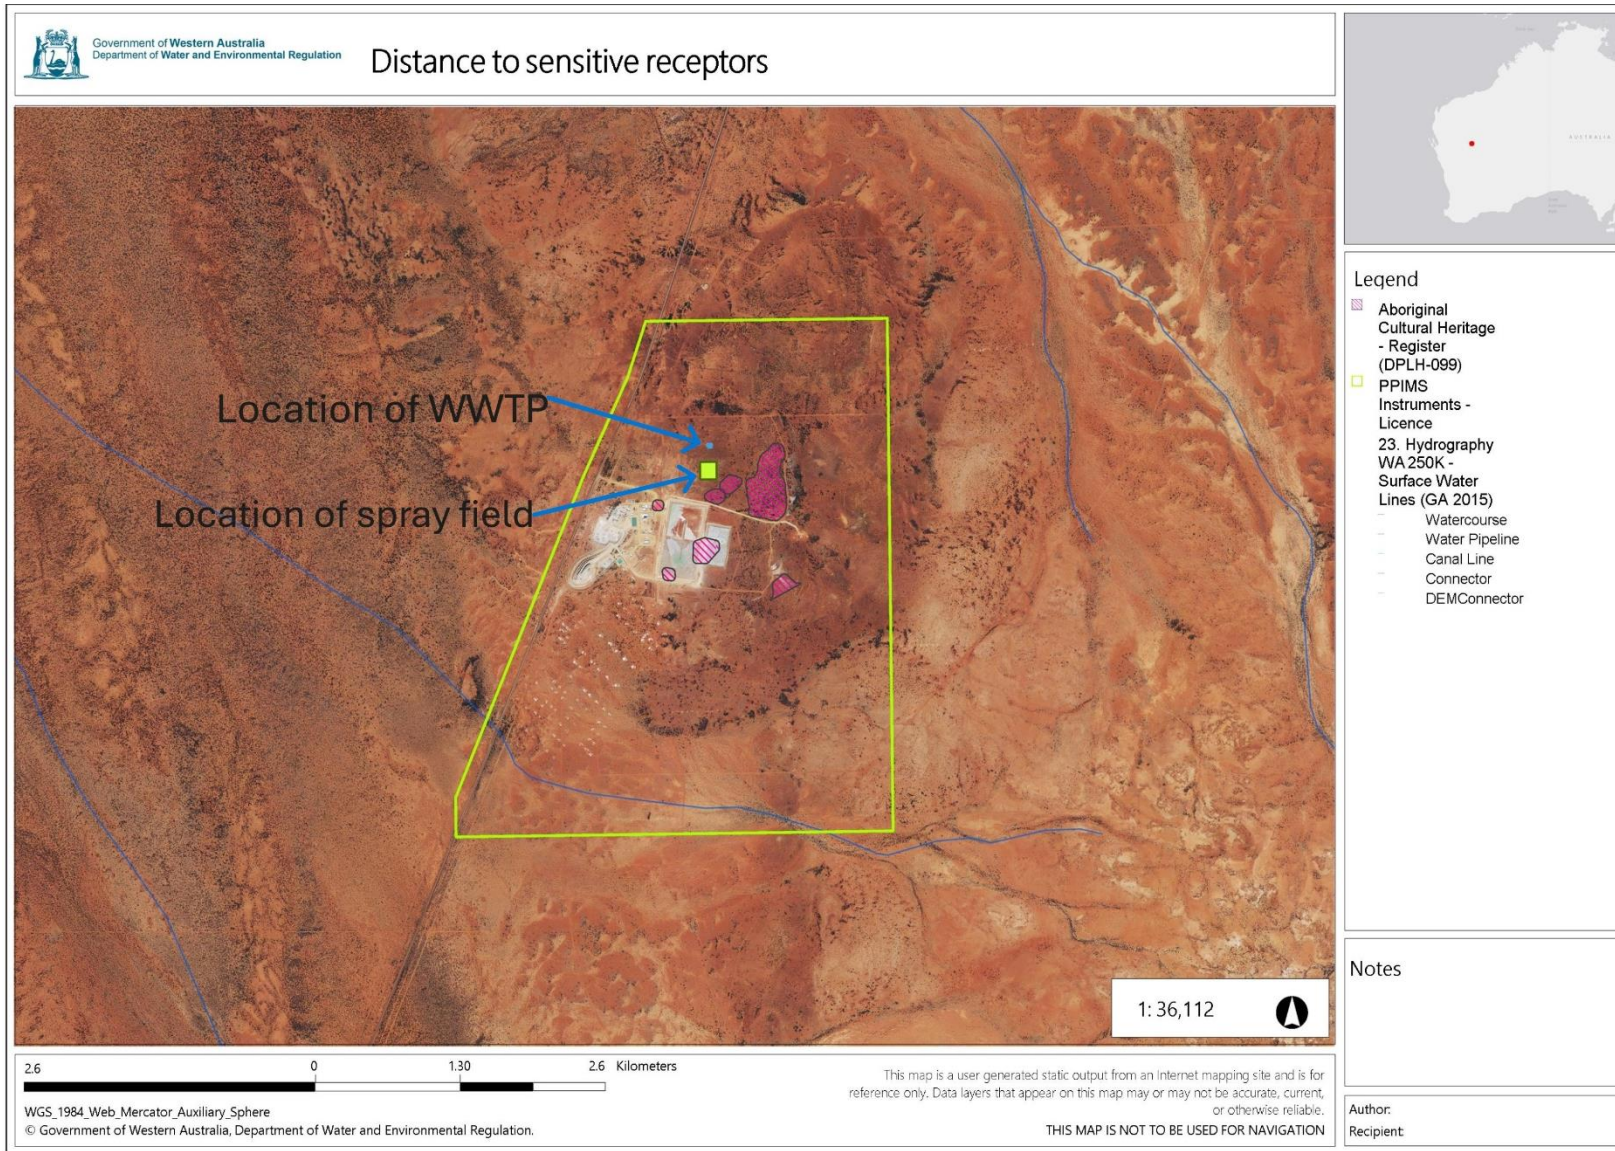 Government of Western Australia
Department of Water and Environmental Regulation
Distance to sensitive receptors
Location of WWTP
Location of spray field
1: 36,112
AUSTRALIA
Legend
Aboriginal
Cultural Heritage
- Register
(DPLH-099)
PPIMS
Instruments -
Licence
23. Hydrography
WA 250K -
Surface Water
Lines (GA 2015)
Watercourse
Water Pipeline
Canal Line
Connector
DEMConnector
Notes
Author:
Recipient:
2.6 0 1.30 2.6 Kilometers
WGS_1984_Web_Mercator_Auxiliary_Sphere
© Government of Western Australia, Department of Water and Environmental Regulation.
This map is a user generated static output from an Internet mapping site and is for
reference only. Data layers that appear on this map may or may not be accurate, current,
or otherwise reliable.
THIS MAP IS NOT TO BE USED FOR NAVIGATION